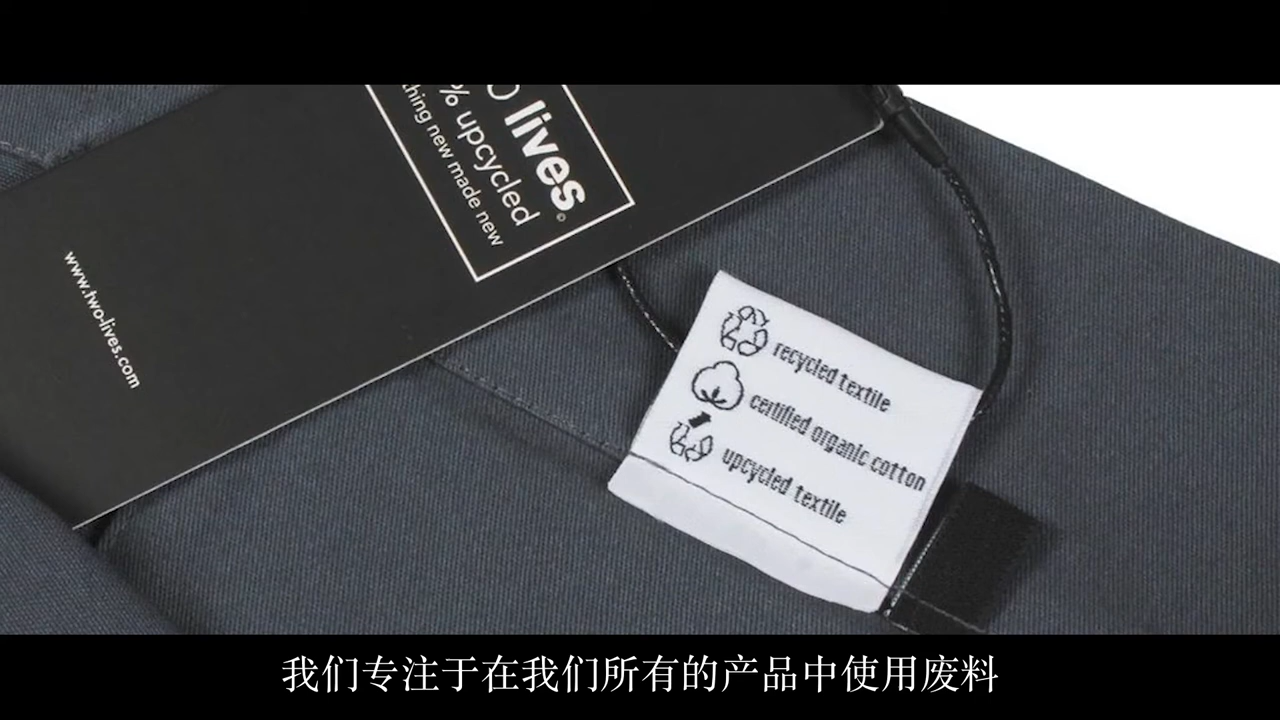 lives
% upcycled
new made new
www.two-lives.com
recycled textile
certified organic cotton
upcycled textile
我们专注于在我们所有的产品中使用废料